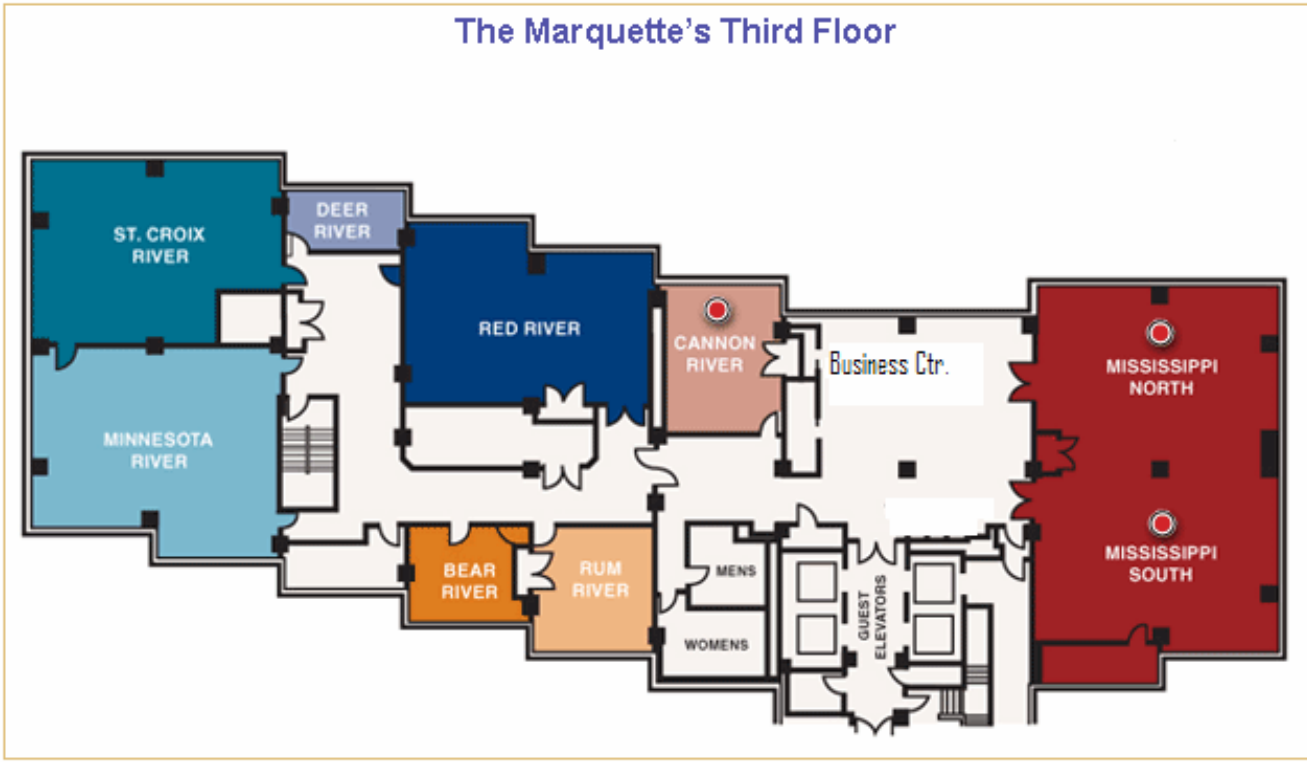 The Marquette's Third Floor
ST. CROIX
RIVER
DEER
RIVER
RED RIVER
CANNON
RIVER
Business Ctr.
MISSISSIPPI
NORTH
MINNESOTA
RIVER
BEAR
RIVER
RUM
RIVER
MENS
WOMENS
GUEST
ELEVATORS
MISSISSIPPI
SOUTH